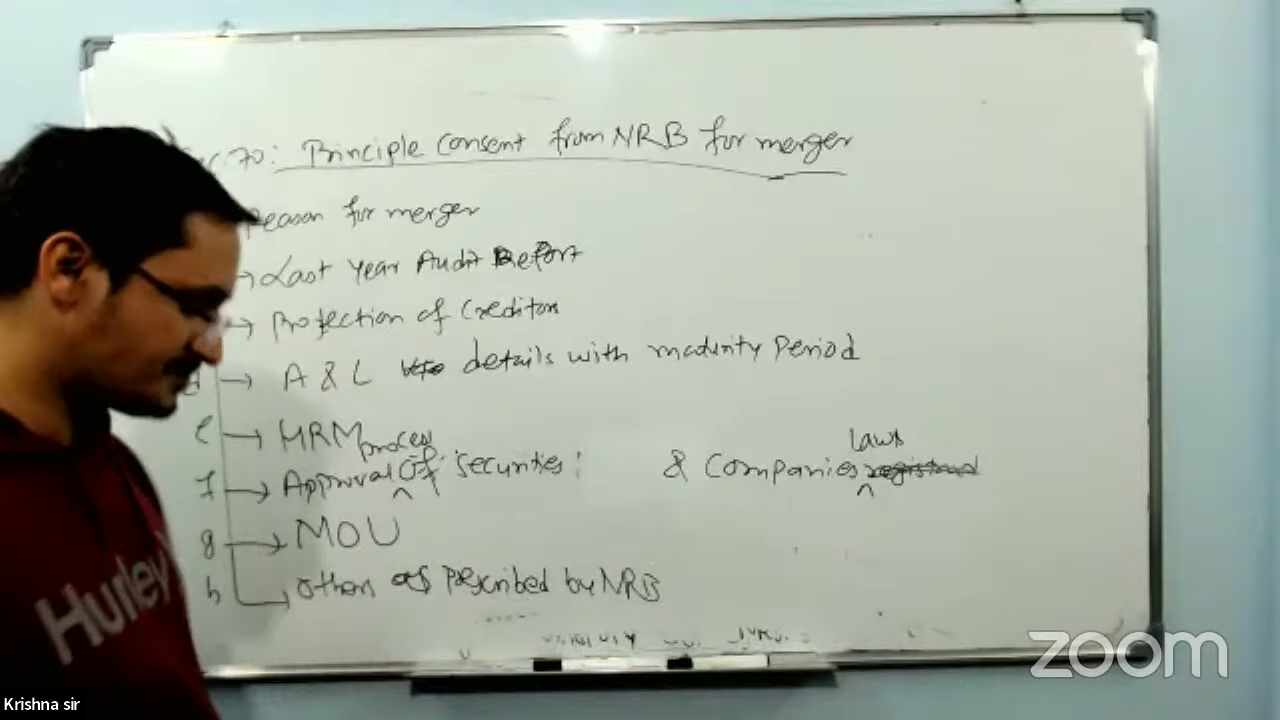 70: Principle Consent from NRB for merger
Reason for merger
Last Year Audit Report
Protection of Creditors
d → A & L details with maturity Period
e → HRM process
laws
f → Approval of securities: & Companies
g → MOU
h others as Prescribed by NRB
Hurley
zoom
Krishna sir